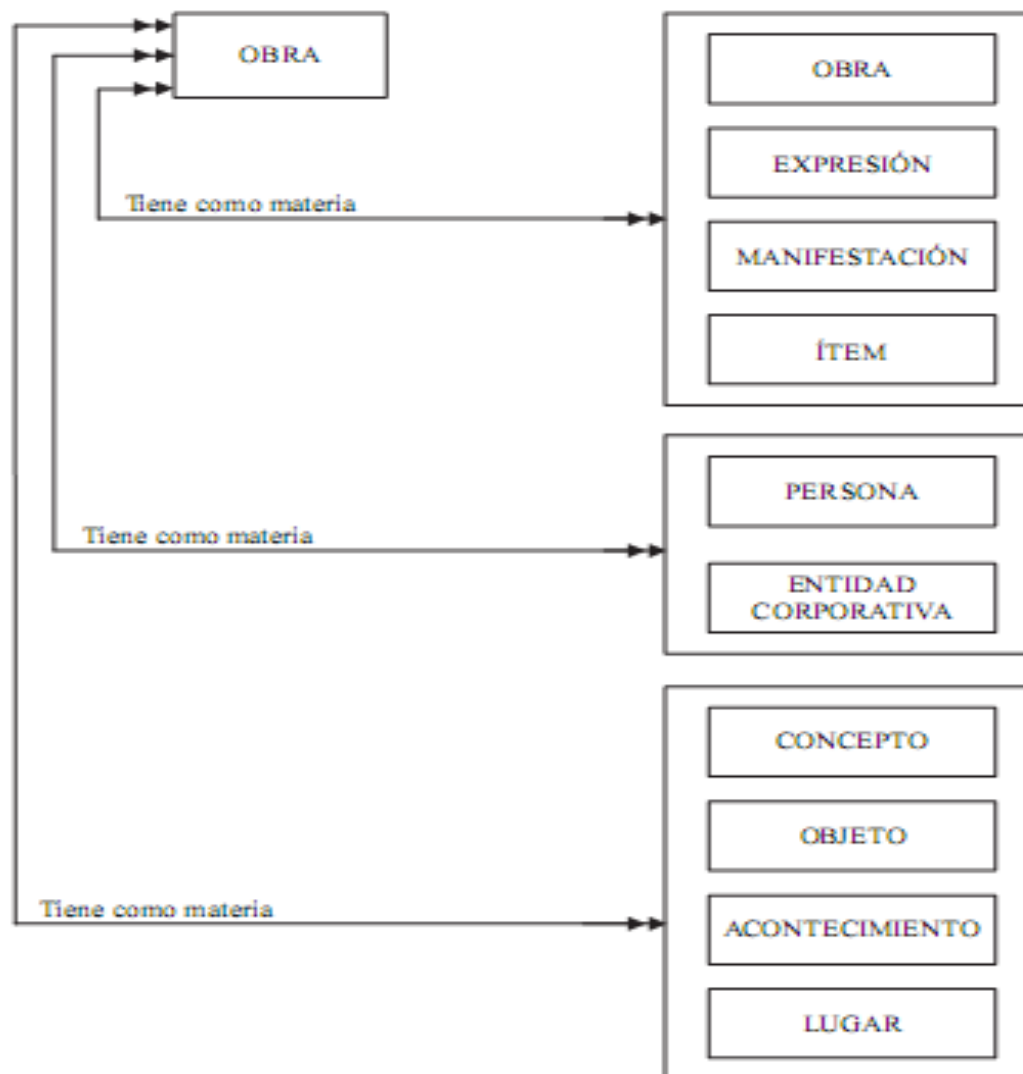 OBRA
OBRA
EXPRESIÓN
MANIFESTACIÓN
ÍTEM
Tiene como materia
PERSONA
ENTIDAD
CORPORATIVA
Tiene como materia
CONCEPTO
OBJETO
ACONTECIMIENTO
LUGAR
Tiene como materia